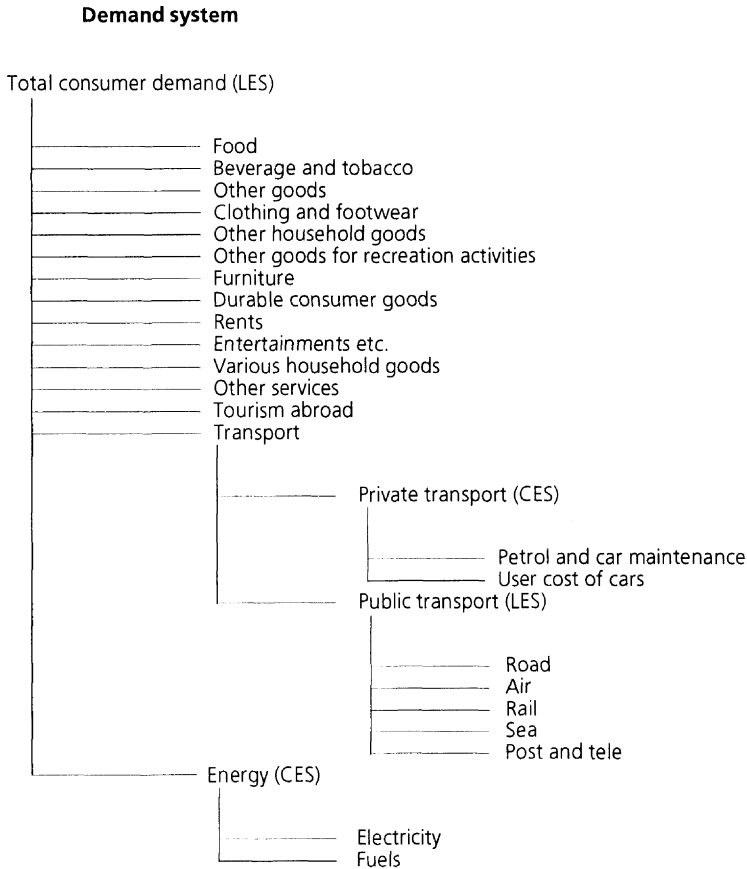 Demand system
Total consumer demand (LES)
Food
Beverage and tobacco
Other goods
Clothing and footwear
Other household goods
Other goods for recreation activities
Furniture
Durable consumer goods
Rents
Entertainments etc.
Various household goods
Other services
Tourism abroad
Transport
Private transport (CES)
Petrol and car maintenance
User cost of cars
Public transport (LES)
Road
Air
Rail
Sea
Post and tele
Energy (CES)
Electricity
Fuels